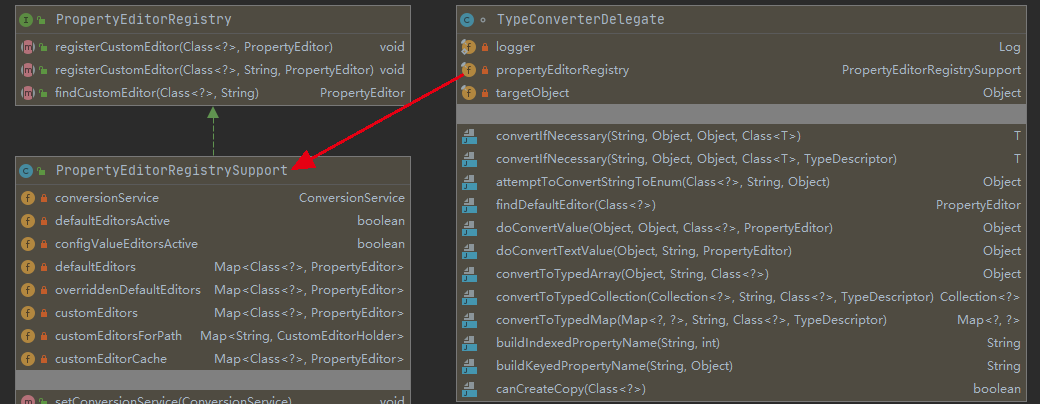 PropertyEditorRegistry
registerCustomEditor(Class<?>, PropertyEditor) void
registerCustomEditor(Class<?>, String, PropertyEditor) void
findCustomEditor(Class<?>, String) PropertyEditor
PropertyEditorRegistrySupport
conversionService ConversionService
defaultEditorsActive boolean
configValueEditorsActive boolean
defaultEditors Map<Class<?>, PropertyEditor>
overriddenDefaultEditors Map<Class<?>, PropertyEditor>
customEditors Map<Class<?>, PropertyEditor>
customEditorsForPath Map<String, CustomEditorHolder>
customEditorCache Map<Class<?>, PropertyEditor>
setConversionService(ConversionService) void
TypeConverterDelegate
logger Log
propertyEditorRegistry PropertyEditorRegistrySupport
targetObject Object
convertIfNecessary(String, Object, Object, Class<T>) T
convertIfNecessary(String, Object, Object, Class<T>, TypeDescriptor) T
attemptToConvertStringToEnum(Class<?>, String, Object) Object
findDefaultEditor(Class<?>) PropertyEditor
doConvertValue(Object, Object, Class<?>, PropertyEditor) Object
doConvertTextValue(Object, String, PropertyEditor) Object
convertToTypedArray(Object, String, Class<?>) Object
convertToTypedCollection(Collection<?>, String, Class<?>, TypeDescriptor) Collection<?>
convertToTypedMap(Map<?, ?>, String, Class<?>, TypeDescriptor) Map<?, ?>
buildIndexedPropertyName(String, int) String
buildKeyedPropertyName(String, Object) String
canCreateCopy(Class<?>) boolean